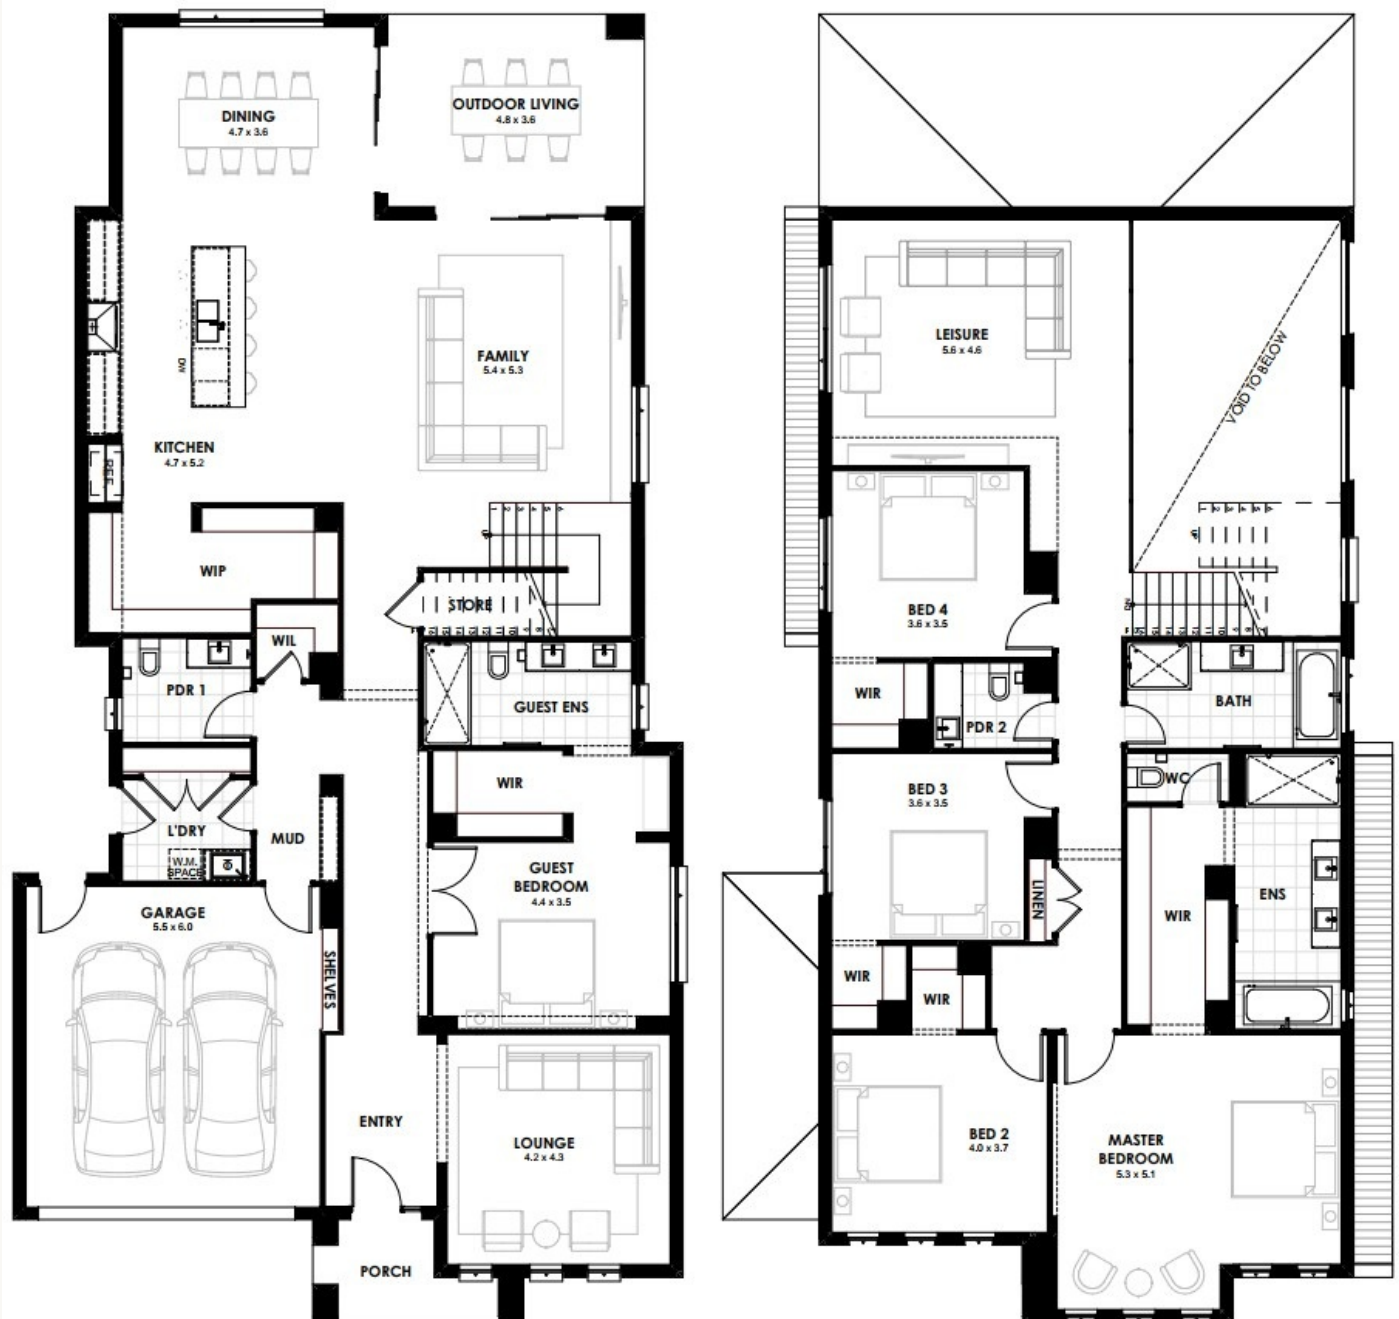 DINING
4.7 x 3.6
OUTDOOR LIVING
4.8 x 3.6
FAMILY
5.4 x 5.3
DW
KITCHEN
4.7 x 5.2
REF.
WIP
UP
STORE
WIL
PDR 1
GUEST ENS
WIR
L'DRY
W.M.
SPACE
MUD
GUEST
BEDROOM
4.4 x 3.5
GARAGE
5.5 x 6.0
SHELVES
ENTRY
LOUNGE
4.2 x 4.3
PORCH
LEISURE
5.6 x 4.6
VOID TO BELOW
UP
BED 4
3.6 x 3.5
WIR
PDR 2
BATH
BED 3
3.6 x 3.5
WC
LINEN
WIR
ENS
WIR
WIR
BED 2
4.0 x 3.7
MASTER
BEDROOM
5.3 x 5.1